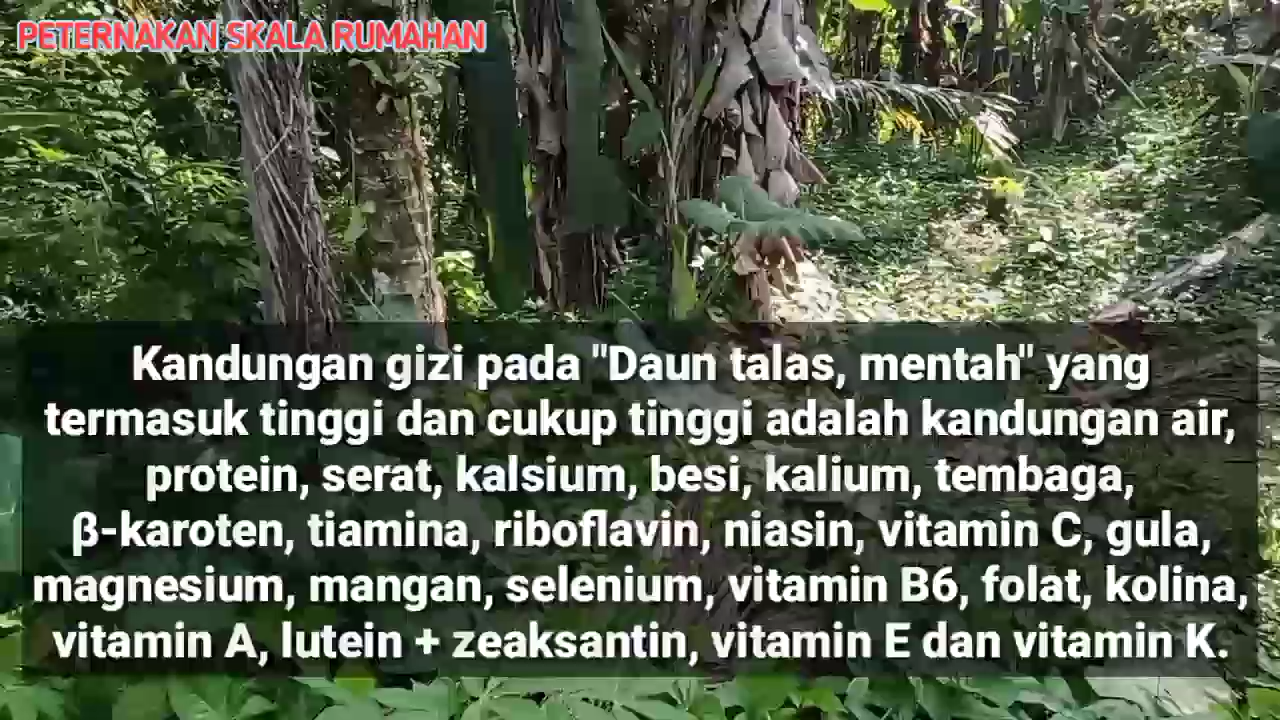 PETERNAKAN SKALA RUMAHAN
Kandungan gizi pada "Daun talas, mentah" yang
termasuk tinggi dan cukup tinggi adalah kandungan air,
protein, serat, kalsium, besi, kalium, tembaga,
β-karoten, tiamina, riboflavin, niasin, vitamin C, gula,
magnesium, mangan, selenium, vitamin B6, folat, kolina,
vitamin A, lutein + zeaksantin, vitamin E dan vitamin K.